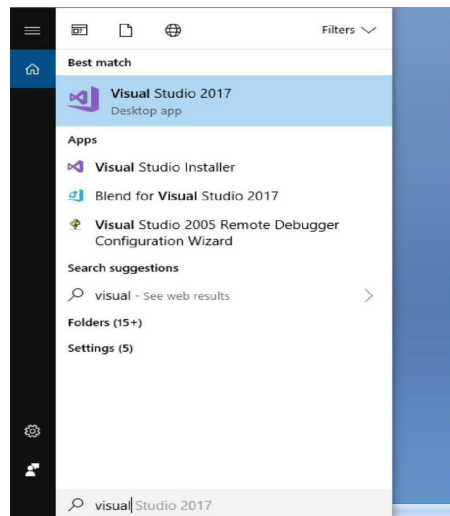 Filters
Best match
Visual Studio 2017
Desktop app
Apps
Visual Studio Installer
Blend for Visual Studio 2017
Visual Studio 2005 Remote Debugger
Configuration Wizard
Search suggestions
visual - See web results
Folders (15+)
Settings (5)
visual Studio 2017